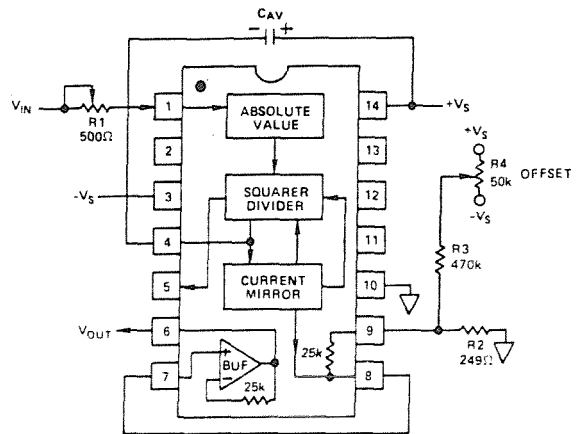 CAV
− +
VIN
R1
500Ω
1
ABSOLUTE
VALUE
14
+VS
2
13
+VS
R4
50k
OFFSET
-VS
-VS
3
SQUARER
DIVIDER
12
4
11
R3
470k
5
CURRENT
MIRROR
10
VOUT
6
25k
9
R2
249Ω
7
+
BUF
−
25k
8